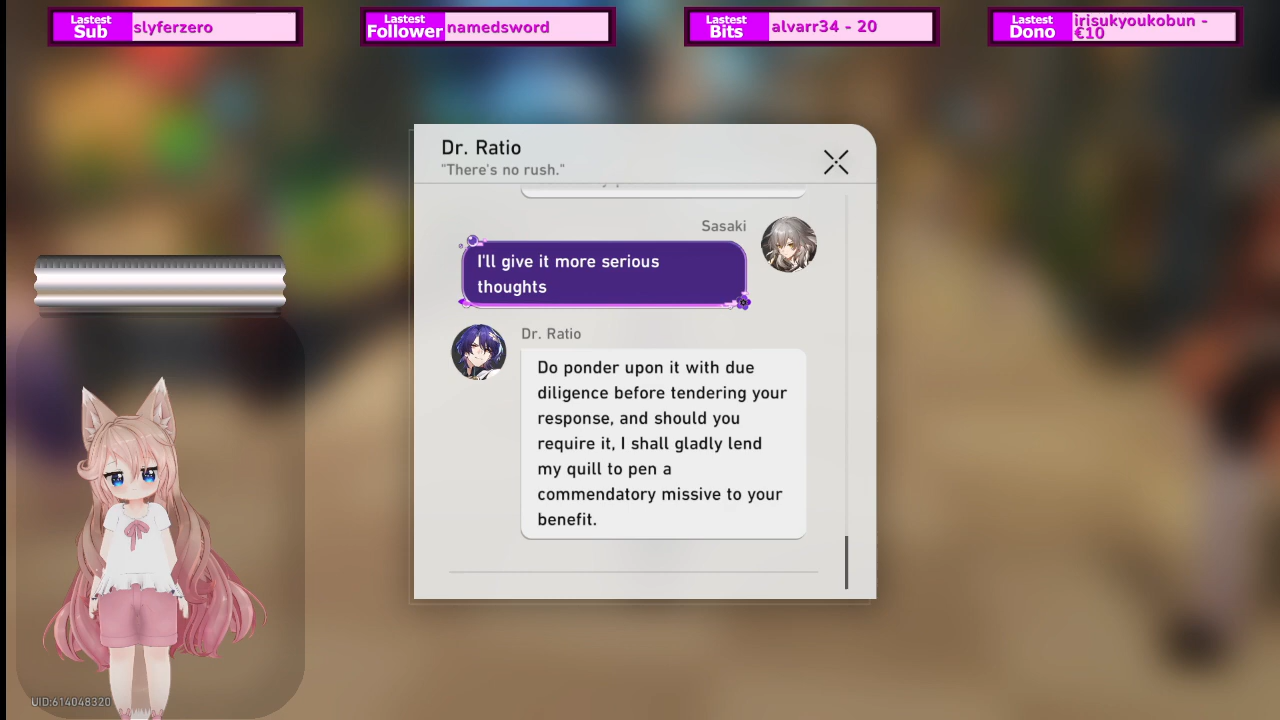 Lastest
Sub
slyferzero
Lastest
Follower
namedsword
Lastest
Bits
alvarr34 - 20
Lastest
Dono
irisukyoukobun -
€10
Dr. Ratio
"There's no rush."
Sasaki
I'll give it more serious
thoughts
Dr. Ratio
Do ponder upon it with due
diligence before tendering your
response, and should you
require it, I shall gladly lend
my quill to pen a
commendatory missive to your
benefit.
UID:614048320